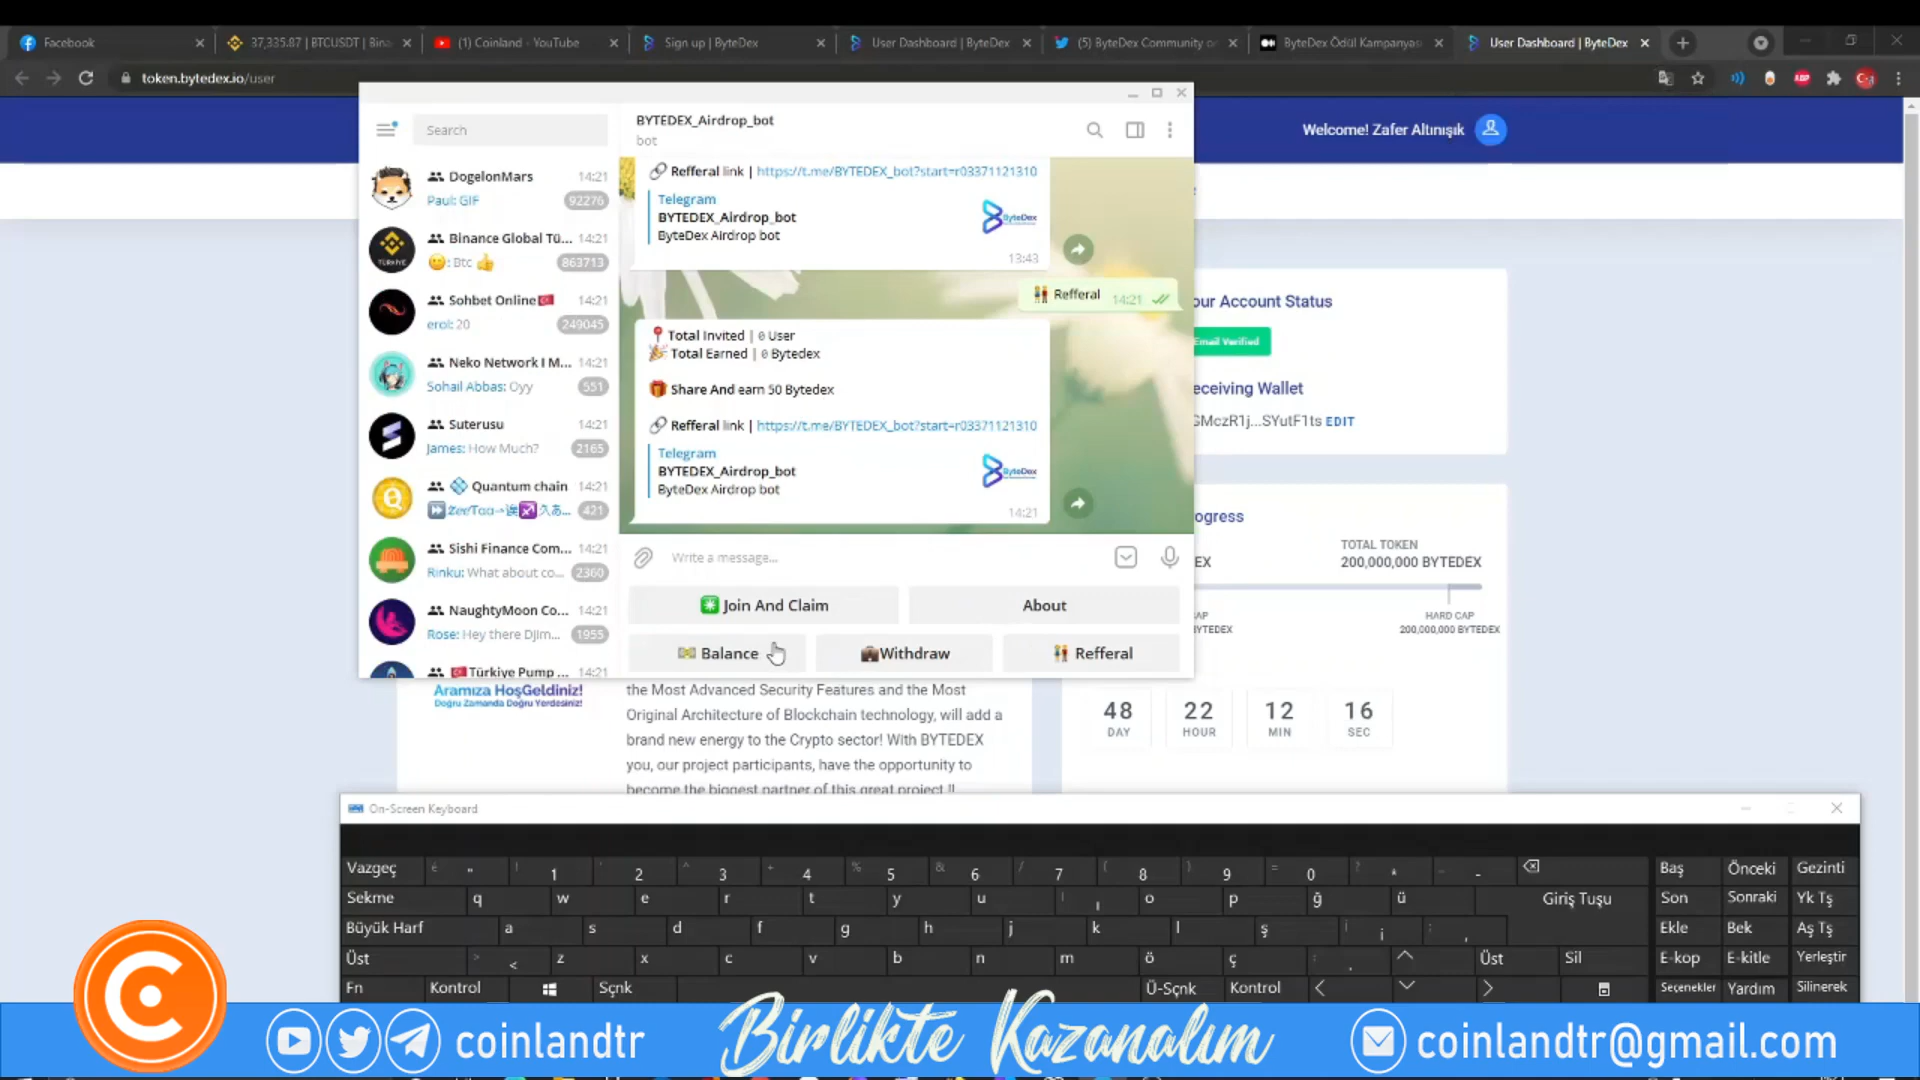 Facebook
37,335.87 | BTCUSDT | Bina
(1) Coinland - YouTube
Sign up | ByteDex
User Dashboard | ByteDex
(5) ByteDex Community o
ByteDex Ödül Kampanyas
User Dashboard | ByteDex
token.bytedex.io/user
Welcome! Zafer Altınışık
Search
BYTEDEX_Airdrop_bot
bot
DogelonMars 14:21
Paul: GIF 92276
Binance Global Tü... 14:21
: Btc 👍 863713
Sohbet Online🇹🇷 14:21
erol: 20 249045
Neko Network I M... 14:21
Sohail Abbas: Oyy 551
Suterusu 14:21
James: How Much? 2165
Quantum chain 14:21
421
Sishi Finance Com... 14:21
Rinku: What about co... 2360
NaughtyMoon Co... 14:21
Rose: Hey there DJim... 1955
🇹🇷Türkiye Pump ... 14:21
🔗 Refferal link | https://t.me/BYTEDEX_bot?start=r03371121310
Telegram
BYTEDEX_Airdrop_bot
ByteDex Airdrop bot
ByteDex
13:43
Refferal 14:21
📍 Total Invited | 0 User
🎉 Total Earned | 0 Bytedex
🎁 Share And earn 50 Bytedex
🔗 Refferal link | https://t.me/BYTEDEX_bot?start=r03371121310
Telegram
BYTEDEX_Airdrop_bot
ByteDex Airdrop bot
ByteDex
14:21
Write a message...
Join And Claim
About
Balance
💼Withdraw
Refferal
our Account Status
Email Verified
eceiving Wallet
GMczR1j...SYutF1ts EDIT
ogress
TOTAL TOKEN
EX 200,000,000 BYTEDEX
AP HARD CAP
YTEDEX 200,000,000 BYTEDEX
48 22 12 16
DAY HOUR MIN SEC
Aramıza HoşGeldiniz!
Doğru Zamanda Doğru Yerdesiniz!
the Most Advanced Security Features and the Most
Original Architecture of Blockchain technology, will add a
brand new energy to the Crypto sector! With BYTEDEX
you, our project participants, have the opportunity to
become the biggest partner of this great project !!
On-Screen Keyboard
Vazgeç é " ! 1 ' 2 ^ 3 + 4 % 5 & 6 / 7 ( 8 ) 9 = 0 ? * _ - Baş Önceki Gezinti
Sekme q w e r t y u ı o p ğ ü Giriş Tuşu Son Sonraki Yk Tş
Büyük Harf a s d f g h j k l ş i ; , Ekle Bek Aş Tş
Üst > < z x c v b n m ö ç : . Üst Sil E-kop E-kitle Yerleştir
Fn Kontrol Sçnk Ü-Sçnk Kontrol Seçenekler Yardım Silinerek
coinlandtr
Birlikte Kazanalım
coinlandtr@gmail.com